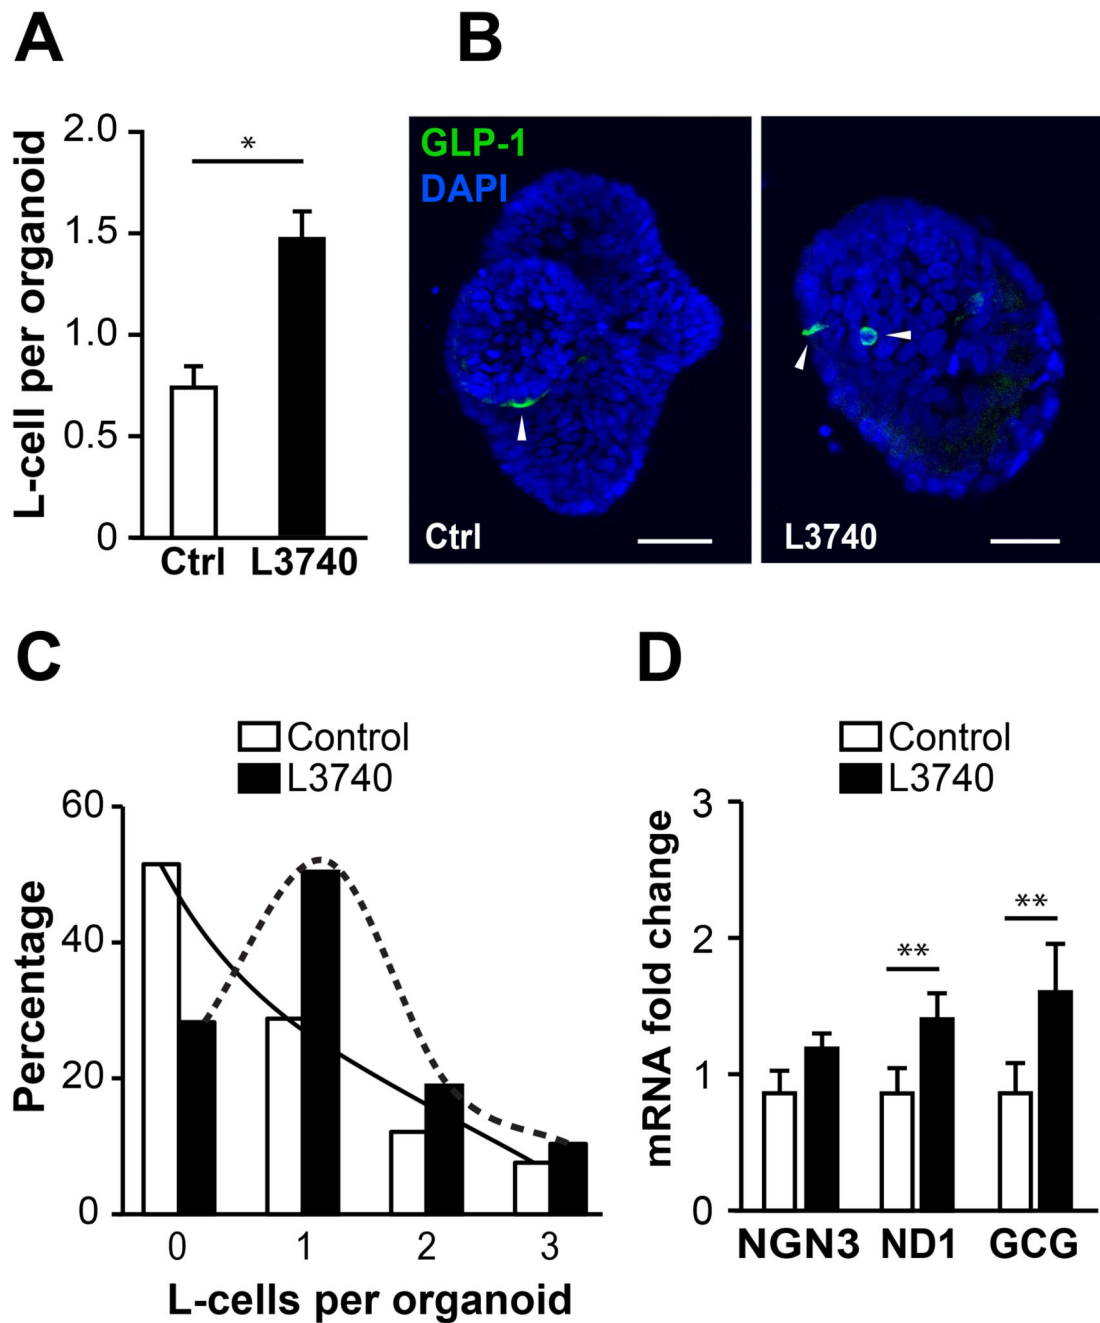 A
L-cell per organoid
2.0
1.5
1.0
0.5
0
*
Ctrl
L3740
B
GLP-1
DAPI
Ctrl
L3740
C
Control
L3740
Percentage
60
40
20
0
0
1
2
3
L-cells per organoid
D
Control
L3740
mRNA fold change
3
2
1
0
**
**
NGN3
ND1
GCG